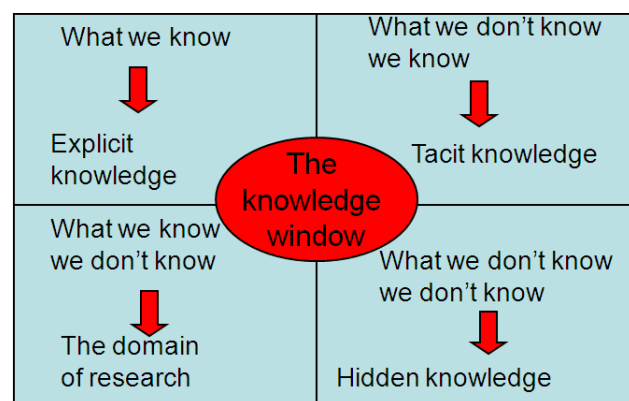 What we know
Explicit
knowledge
What we don't know
we know
Tacit knowledge
The
knowledge
window
What we know
we don't know
The domain
of research
What we don't know
we don't know
Hidden knowledge